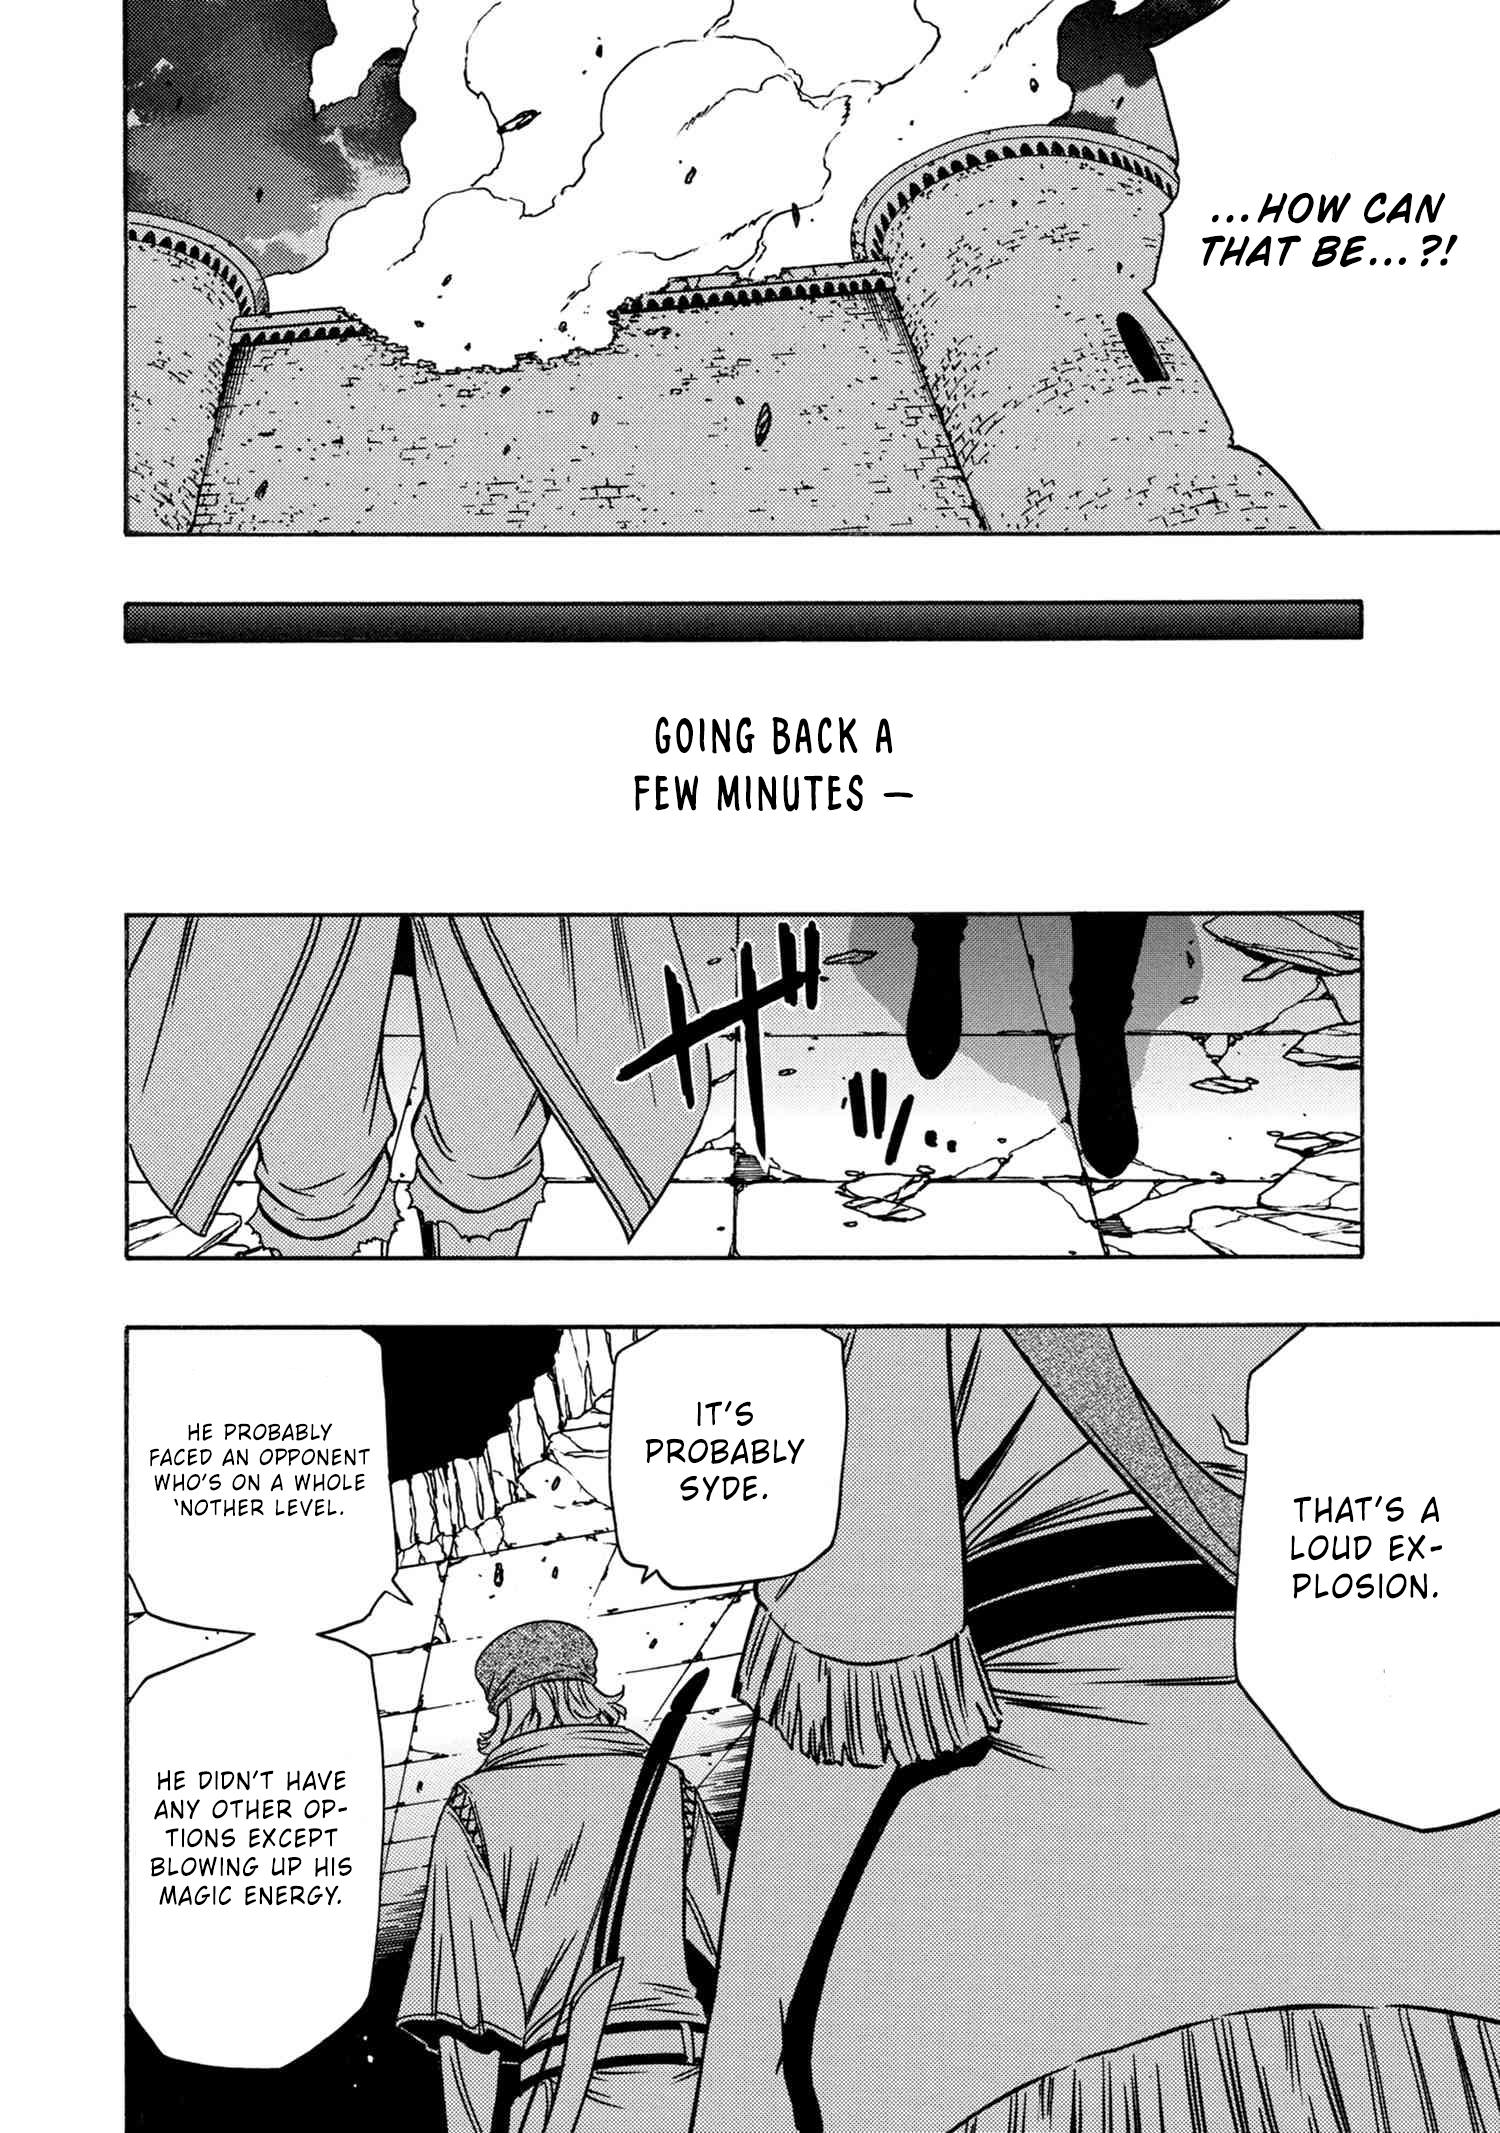 ...HOW CAN
THAT BE...?!
GOING BACK A
FEW MINUTES —
ザッ...
THAT'S A
LOUD EX-
PLOSION.
IT'S
PROBABLY
SYDE.
HE PROBABLY
FACED AN OPPONENT
WHO'S ON A WHOLE
'NOTHER LEVEL.
HE DIDN'T HAVE
ANY OTHER OP-
TIONS EXCEPT
BLOWING UP HIS
MAGIC ENERGY.